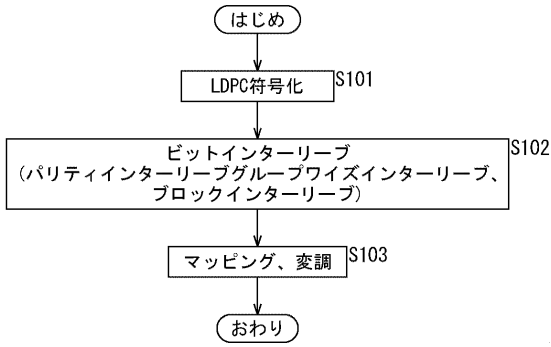 はじめ
LDPC符号化 S101
ビットインターリーブ S102
(パリティインターリーブグループワイズインターリーブ、
ブロックインターリーブ)
マッピング、変調 S103
おわり